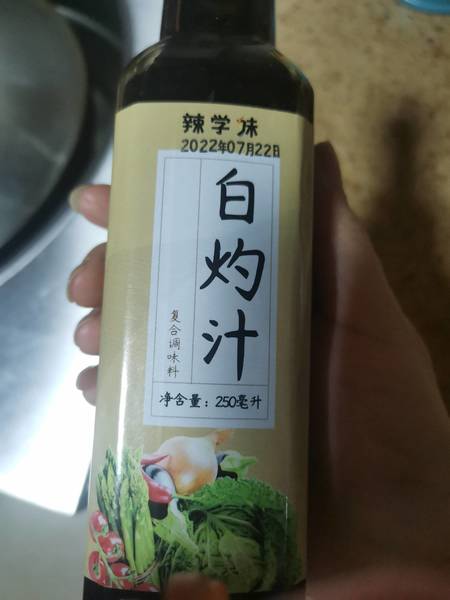 辣学味
2022年07月22日
白灼汁
复合调味料
净含量：250毫升